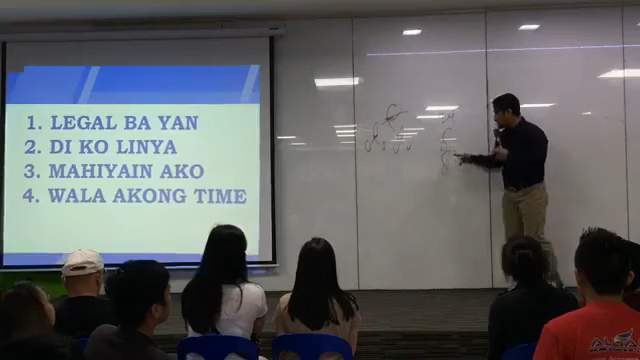 1. LEGAL BA YAN
2. DI KO LINYA
3. MAHIYAIN AKO
4. WALA AKONG TIME